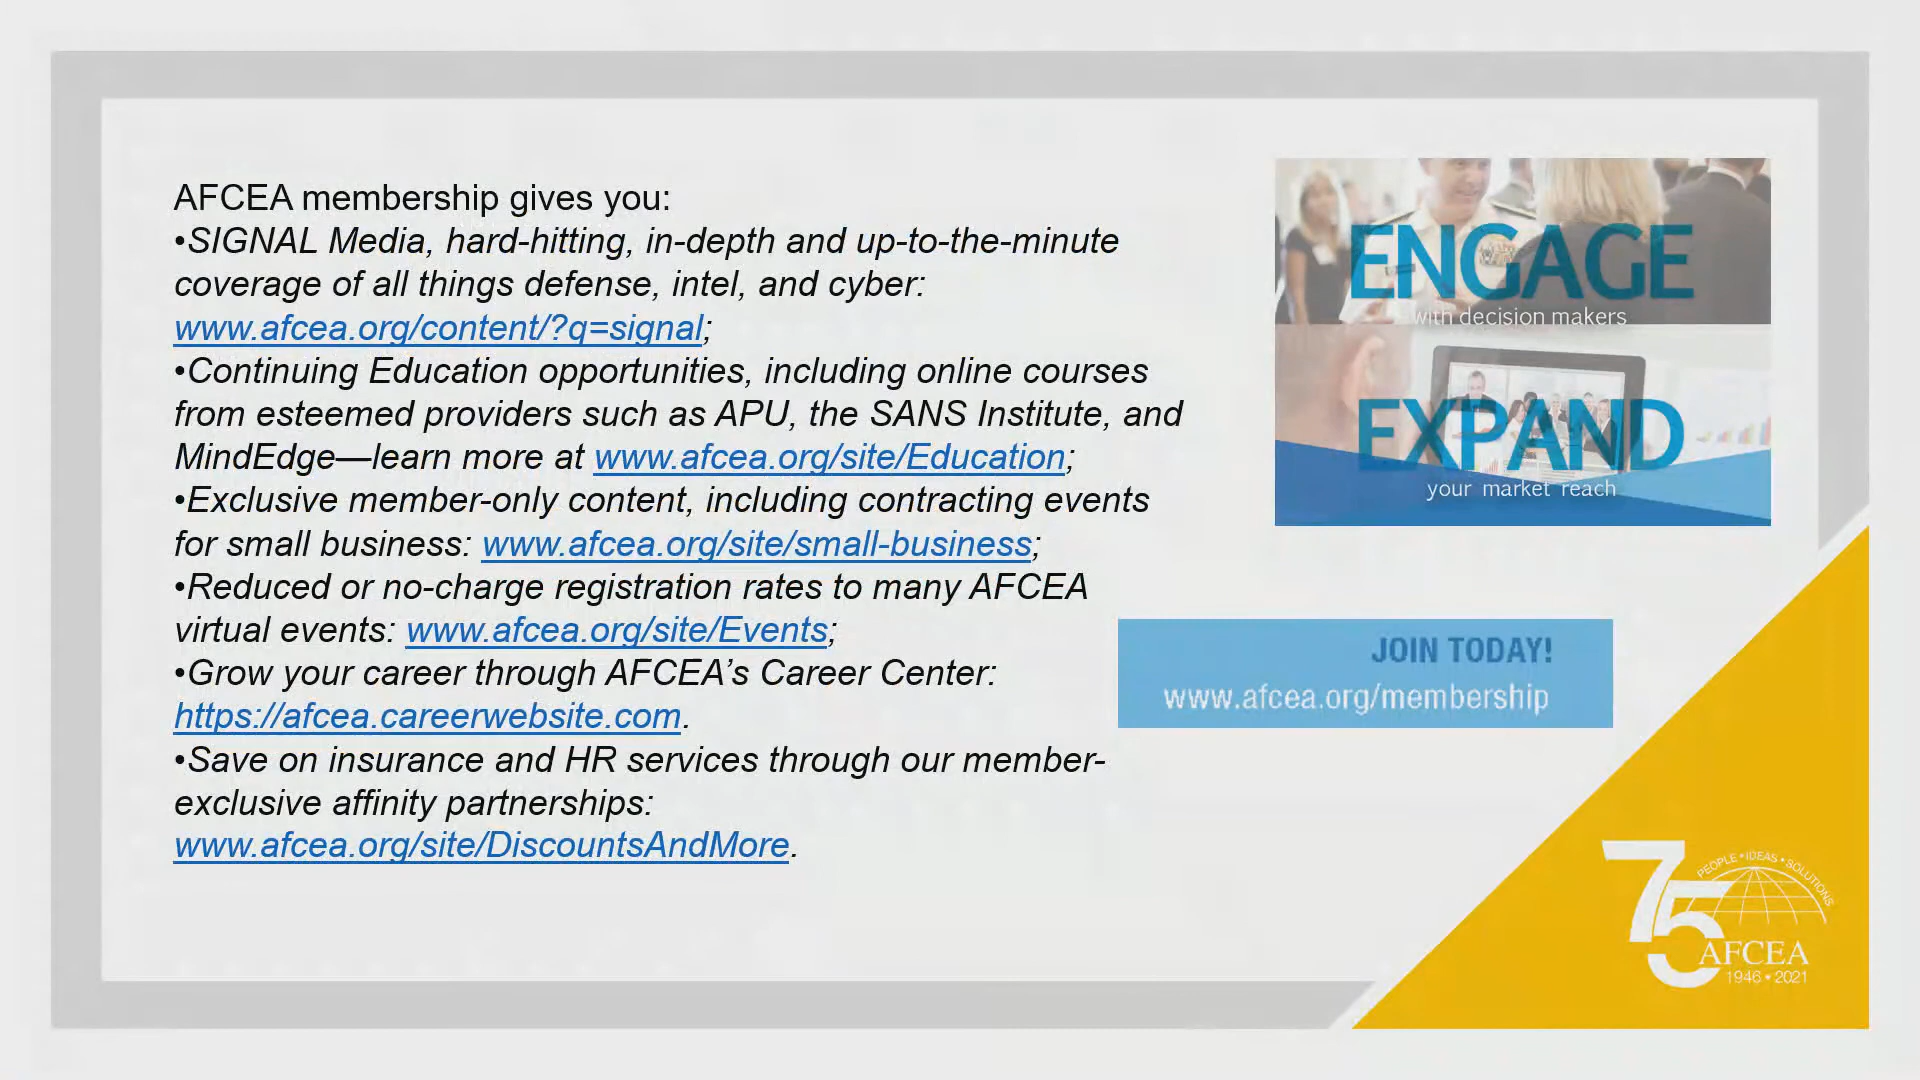 AFCEA membership gives you:
•SIGNAL Media, hard-hitting, in-depth and up-to-the-minute
coverage of all things defense, intel, and cyber:
www.afcea.org/content/?q=signal;
•Continuing Education opportunities, including online courses
from esteemed providers such as APU, the SANS Institute, and
MindEdge—learn more at www.afcea.org/site/Education;
•Exclusive member-only content, including contracting events
for small business: www.afcea.org/site/small-business;
•Reduced or no-charge registration rates to many AFCEA
virtual events: www.afcea.org/site/Events;
•Grow your career through AFCEA’s Career Center:
https://afcea.careerwebsite.com.
•Save on insurance and HR services through our member-
exclusive affinity partnerships:
www.afcea.org/site/DiscountsAndMore.
ENGAGE
with decision makers
EXPAND
your market reach
JOIN TODAY!
www.afcea.org/membership
75
PEOPLE • IDEAS • SOLUTIONS
AFCEA
1946 • 2021